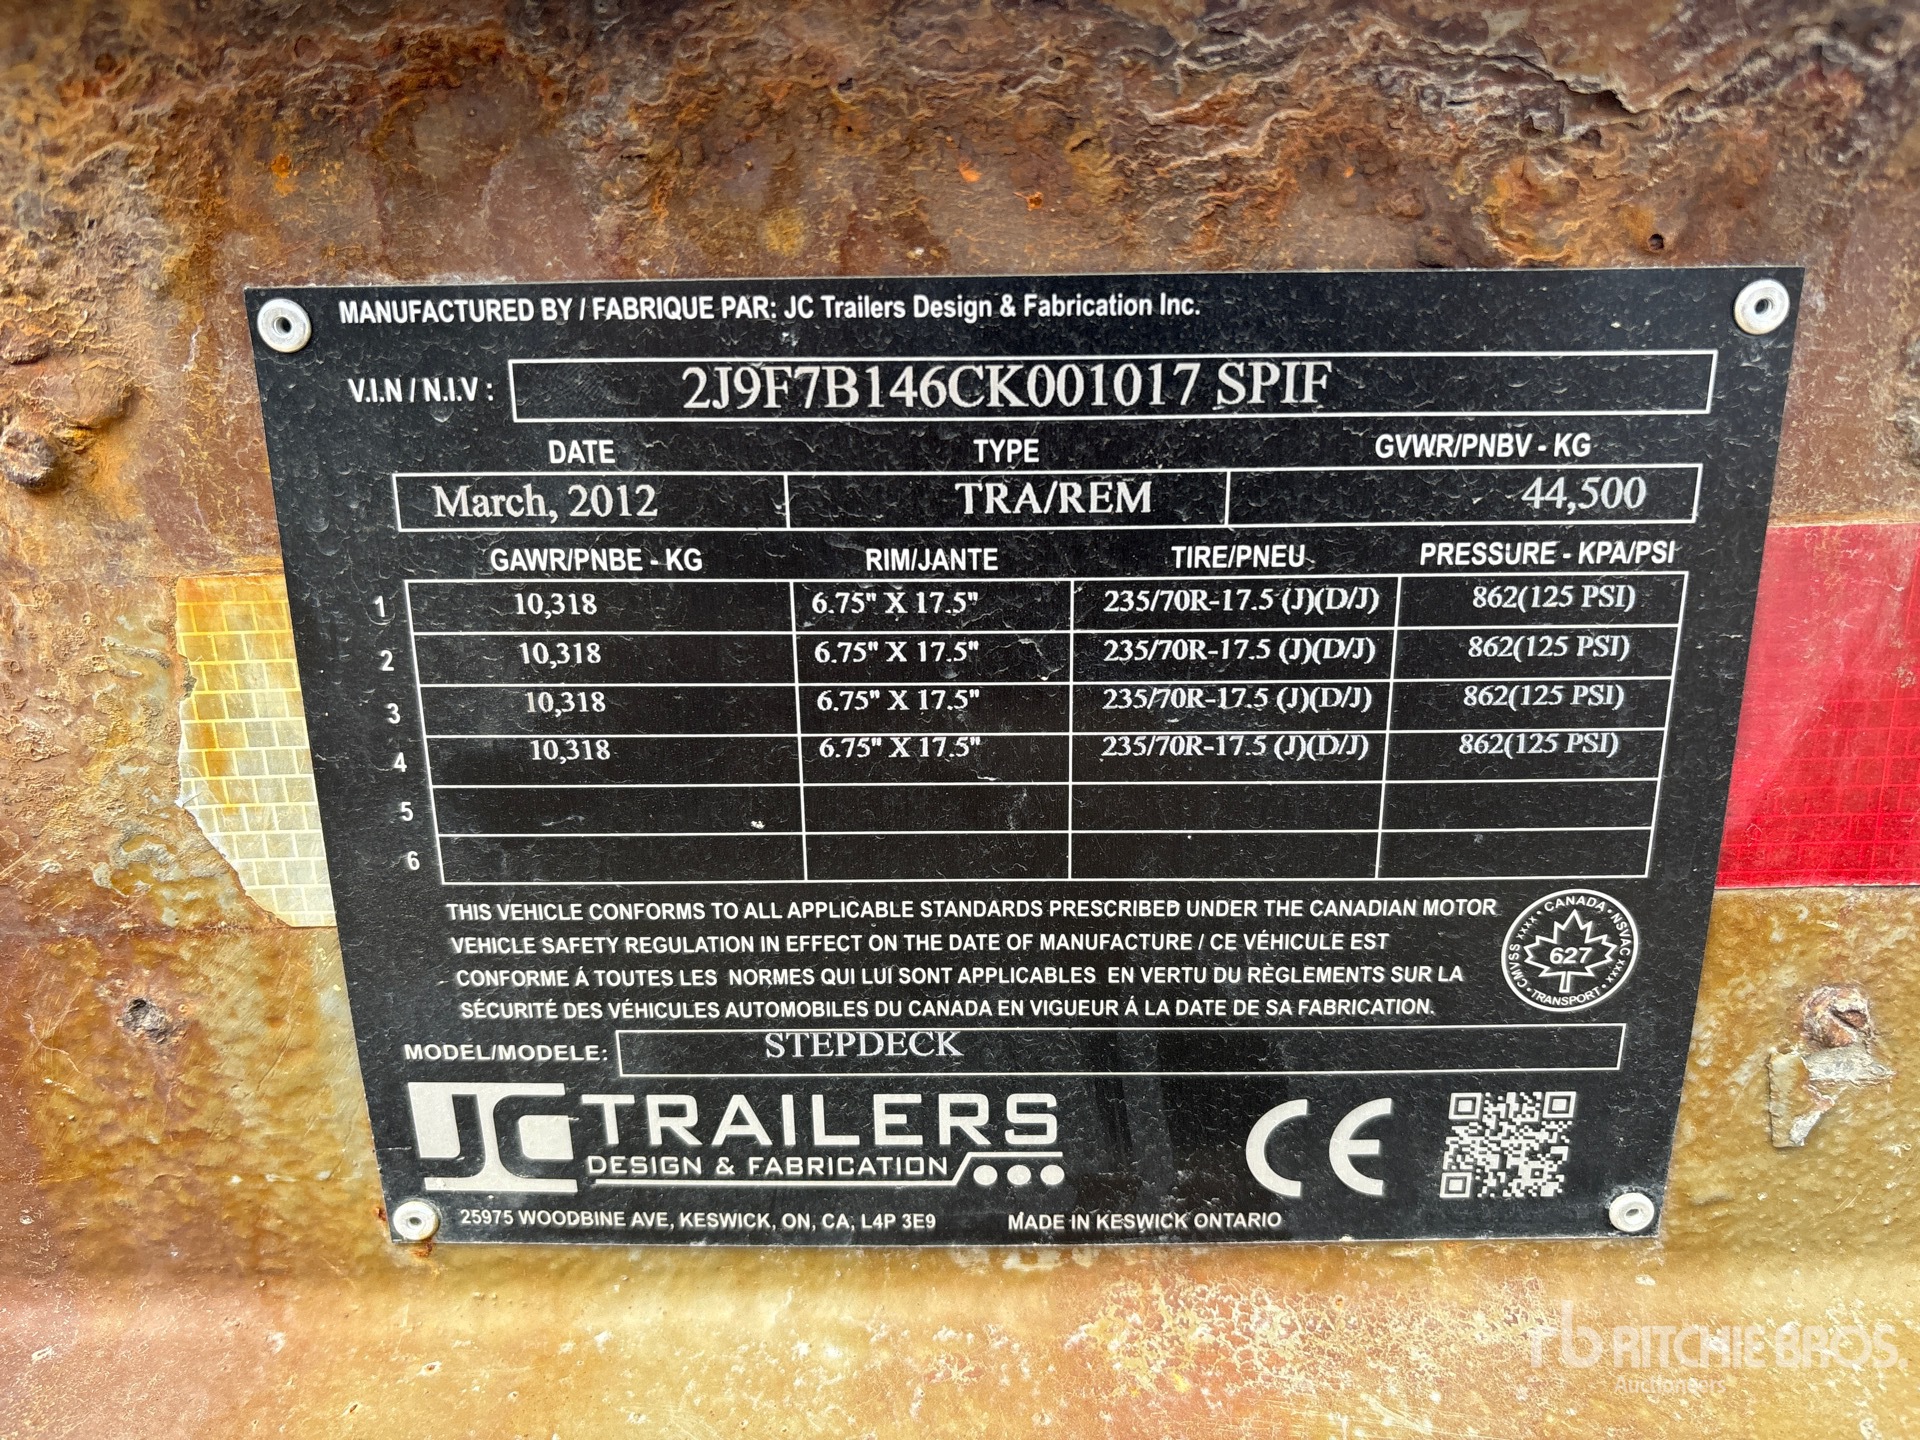 MANUFACTURED BY / FABRIQUE PAR: JC Trailers Design & Fabrication Inc.
V.I.N / N.I.V : 2J9F7B146CK001017 SPIF
DATE TYPE GVWR/PNBV - KG
March, 2012 TRA/REM 44,500
GAWR/PNBE - KG RIM/JANTE TIRE/PNEU PRESSURE - KPA/PSI
1 10,318 6.75" X 17.5" 235/70R-17.5 (J)(D/J) 862(125 PSI)
2 10,318 6.75" X 17.5" 235/70R-17.5 (J)(D/J) 862(125 PSI)
3 10,318 6.75" X 17.5" 235/70R-17.5 (J)(D/J) 862(125 PSI)
4 10,318 6.75" X 17.5" 235/70R-17.5 (J)(D/J) 862(125 PSI)
5
6
THIS VEHICLE CONFORMS TO ALL APPLICABLE STANDARDS PRESCRIBED UNDER THE CANADIAN MOTOR
VEHICLE SAFETY REGULATION IN EFFECT ON THE DATE OF MANUFACTURE / CE VÉHICULE EST
CONFORME Á TOUTES LES NORMES QUI LUI SONT APPLICABLES EN VERTU DU RÈGLEMENTS SUR LA
SÉCURITÉ DES VÉHICULES AUTOMOBILES DU CANADA EN VIGUEUR Á LA DATE DE SA FABRICATION.
CANADA · NSVAC xxxx · TRANSPORT · CMVSS xxxx
627
MODEL/MODELE: STEPDECK
JC TRAILERS
DESIGN & FABRICATION
CE
25975 WOODBINE AVE, KESWICK, ON, CA, L4P 3E9 MADE IN KESWICK ONTARIO
rb RITCHIE BROS.
Auctioneers